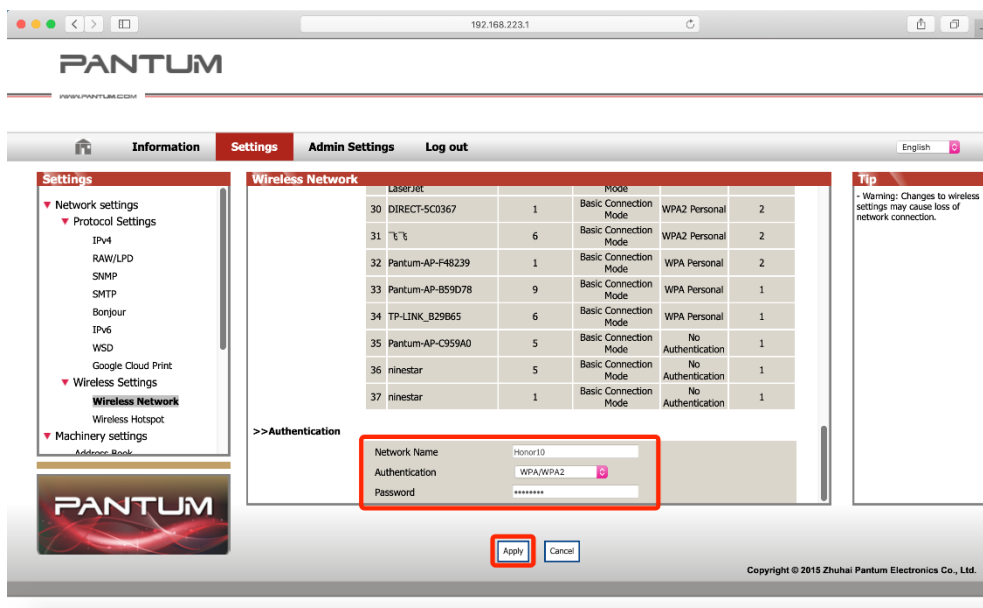 192.168.223.1
PANTUM
WWW.PANTUM.COM
Information Settings Admin Settings Log out English
Settings
Network settings
Protocol Settings
IPv4
RAW/LPD
SNMP
SMTP
Bonjour
IPv6
WSD
Google Cloud Print
Wireless Settings
Wireless Network
Wireless Hotspot
Machinery settings
Address Book
PANTUM
Wireless Network
LaserJet Mode
30 DIRECT-5C0367 1 Basic Connection Mode WPA2 Personal 2
31 6 Basic Connection Mode WPA2 Personal 2
32 Pantum-AP-F48239 1 Basic Connection Mode WPA Personal 2
33 Pantum-AP-B59D78 9 Basic Connection Mode WPA Personal 1
34 TP-LINK_B29B65 6 Basic Connection Mode WPA Personal 1
35 Pantum-AP-C959A0 5 Basic Connection Mode No Authentication 1
36 ninestar 5 Basic Connection Mode No Authentication 1
37 ninestar 1 Basic Connection Mode No Authentication 1
>>Authentication
Network Name Honor10
Authentication WPA/WPA2
Password ••••••••
Apply Cancel
Tip
- Warning: Changes to wireless
settings may cause loss of
network connection.
Copyright © 2015 Zhuhai Pantum Electronics Co., Ltd.